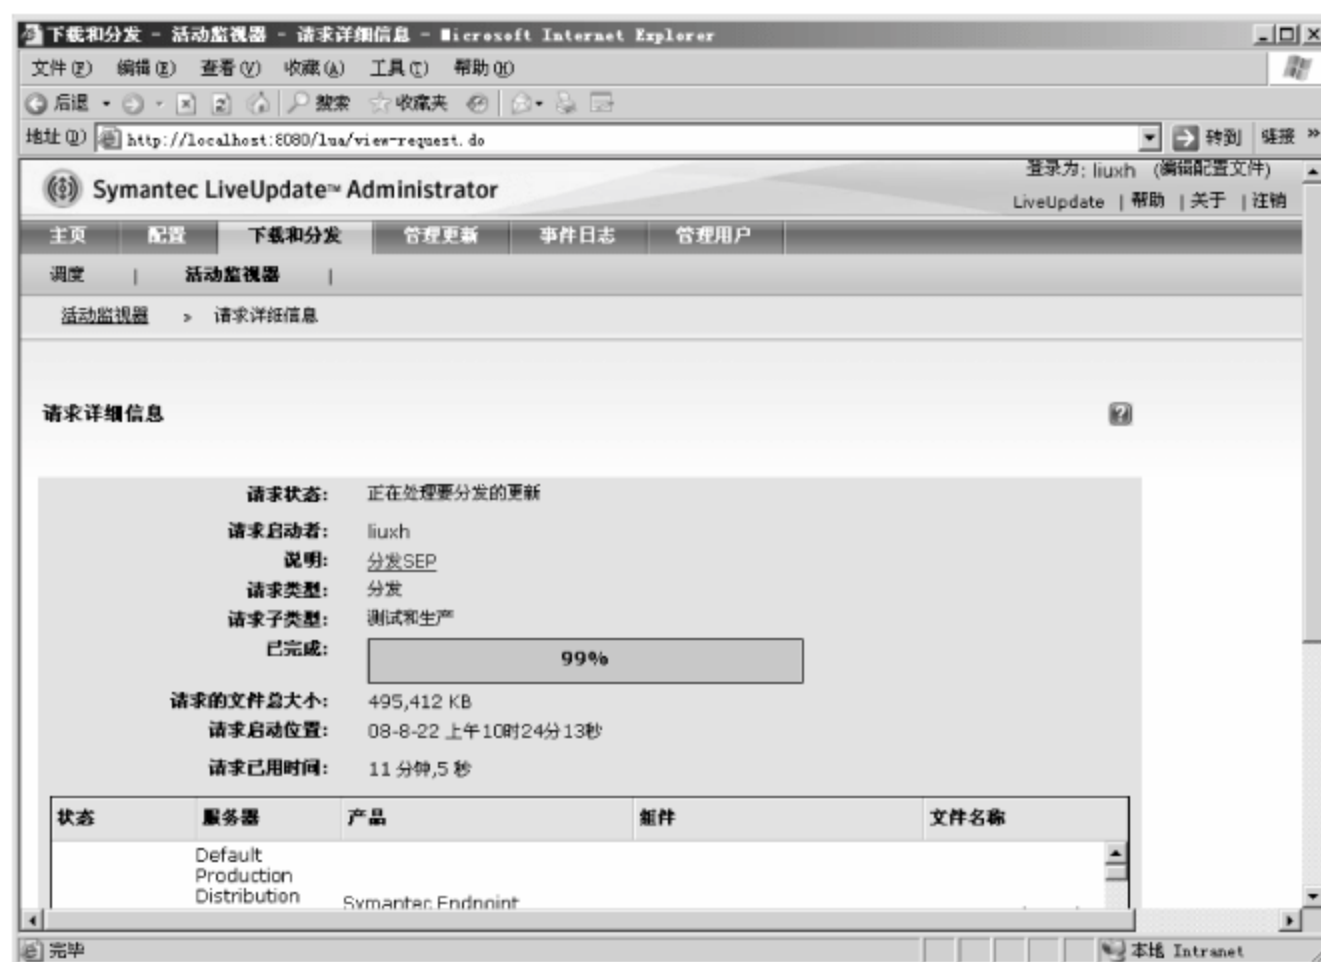 下载和分发 - 活动监视器 - 请求详细信息 - Microsoft Internet Explorer
文件(F) 编辑(E) 查看(V) 收藏(A) 工具(T) 帮助(H)
后退 搜索 收藏夹
地址(D) http://localhost:8080/lua/view-request.do 转到 链接 »
登录为: liuxh (编辑配置文件)
Symantec LiveUpdate™ Administrator
LiveUpdate | 帮助 | 关于 | 注销
主页 配置 下载和分发 管理更新 事件日志 管理用户
调度 | 活动监视器 |
活动监视器 » 请求详细信息
请求详细信息
请求状态: 正在处理要分发的更新
请求启动者: liuxh
说明: 分发SEP
请求类型: 分发
请求子类型: 测试和生产
已完成: 99%
请求的文件总大小: 495,412 KB
请求启动位置: 08-8-22 上午10时24分13秒
请求已用时间: 11 分钟,5 秒
状态 服务器 产品 组件 文件名称
Default
Production
Distribution
Symantec Endpoint
完毕 本地 Intranet